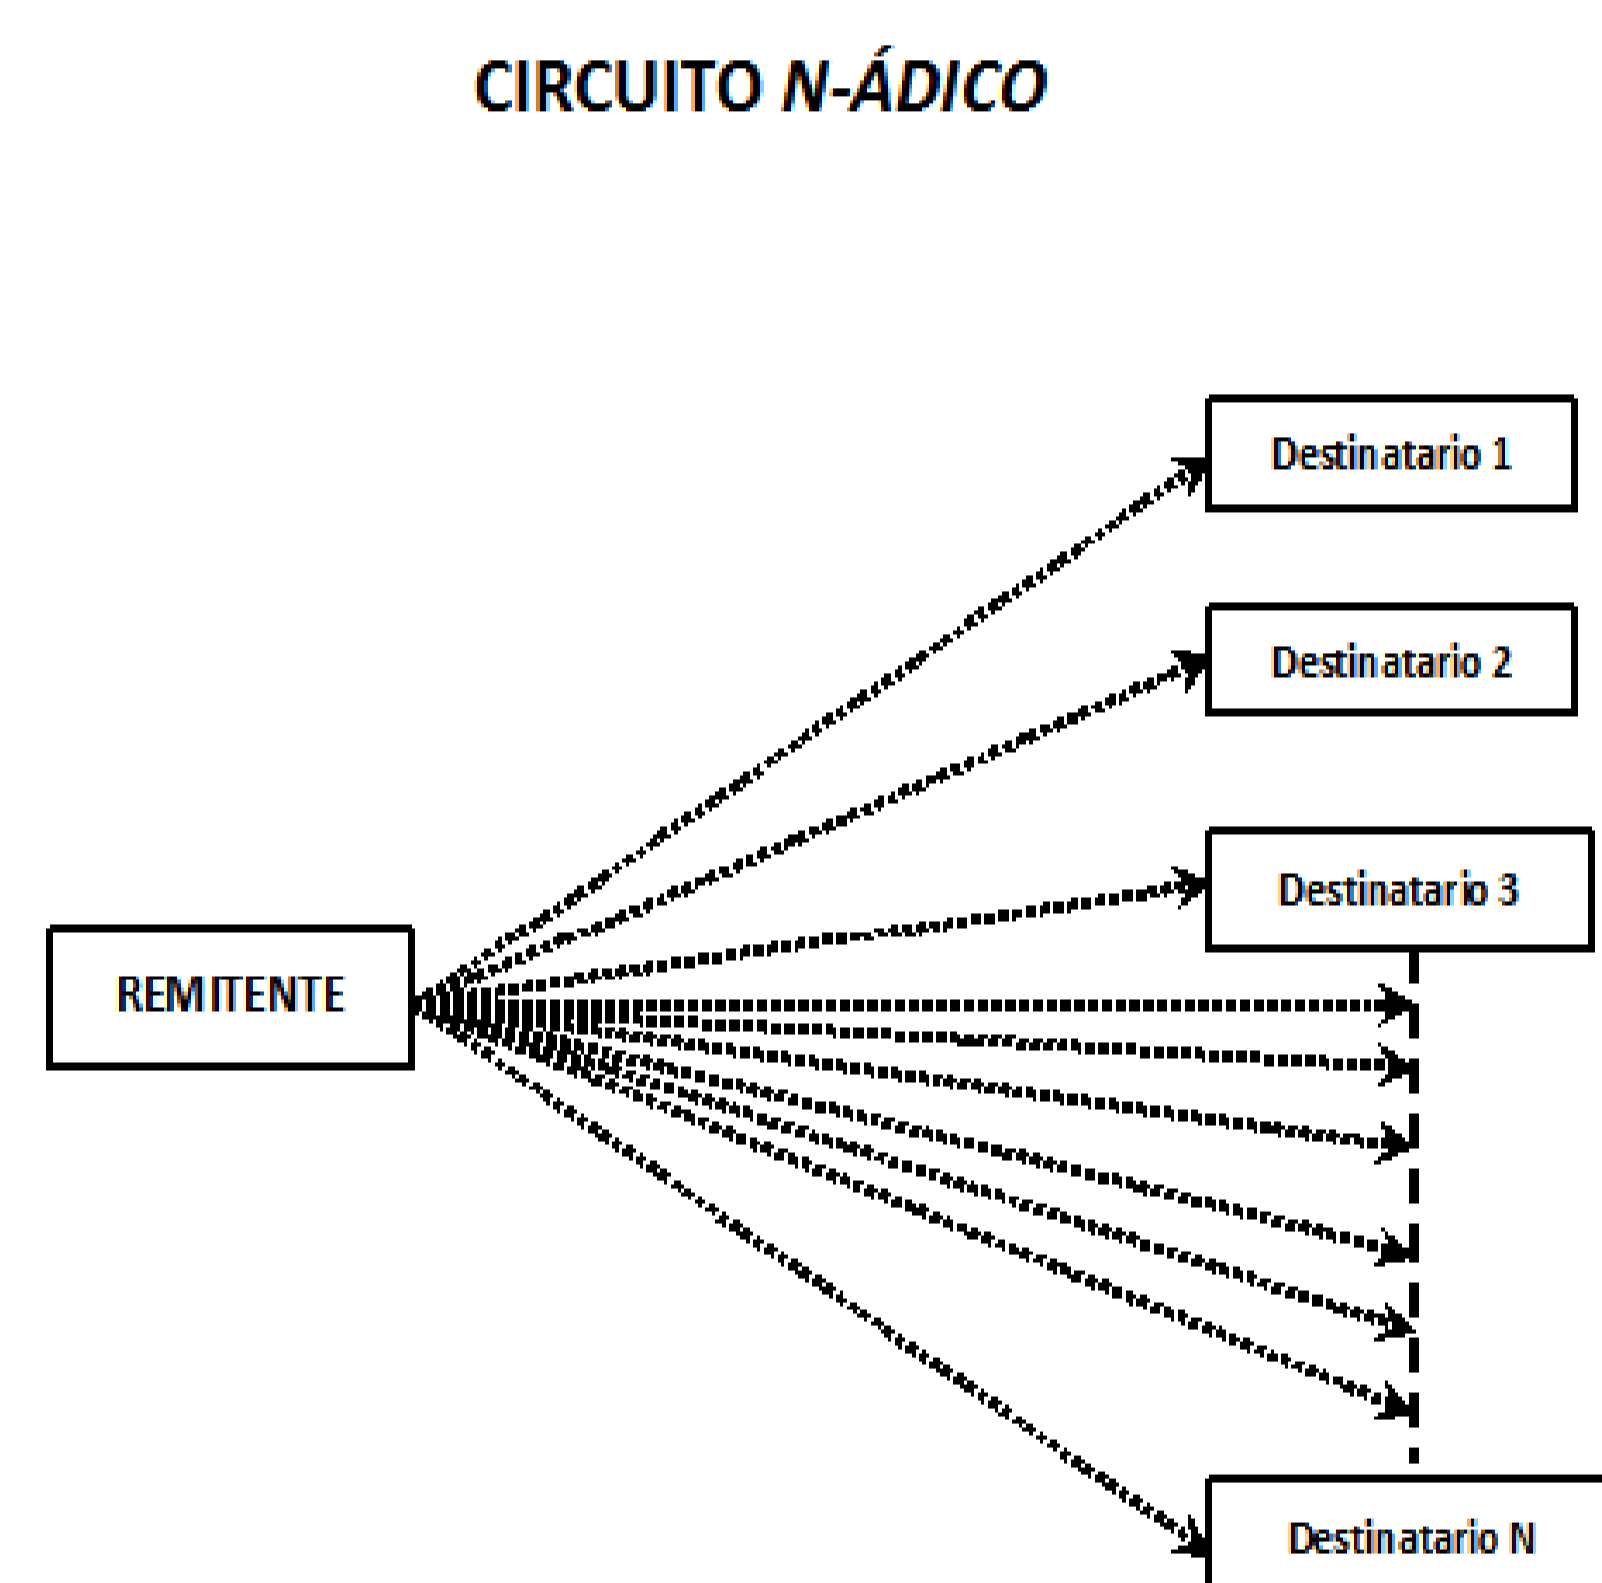 CIRCUITO N-ÁDICO
Destinatario 1
Destinatario 2
Destinatario 3
REMITENTE
Destinatario N